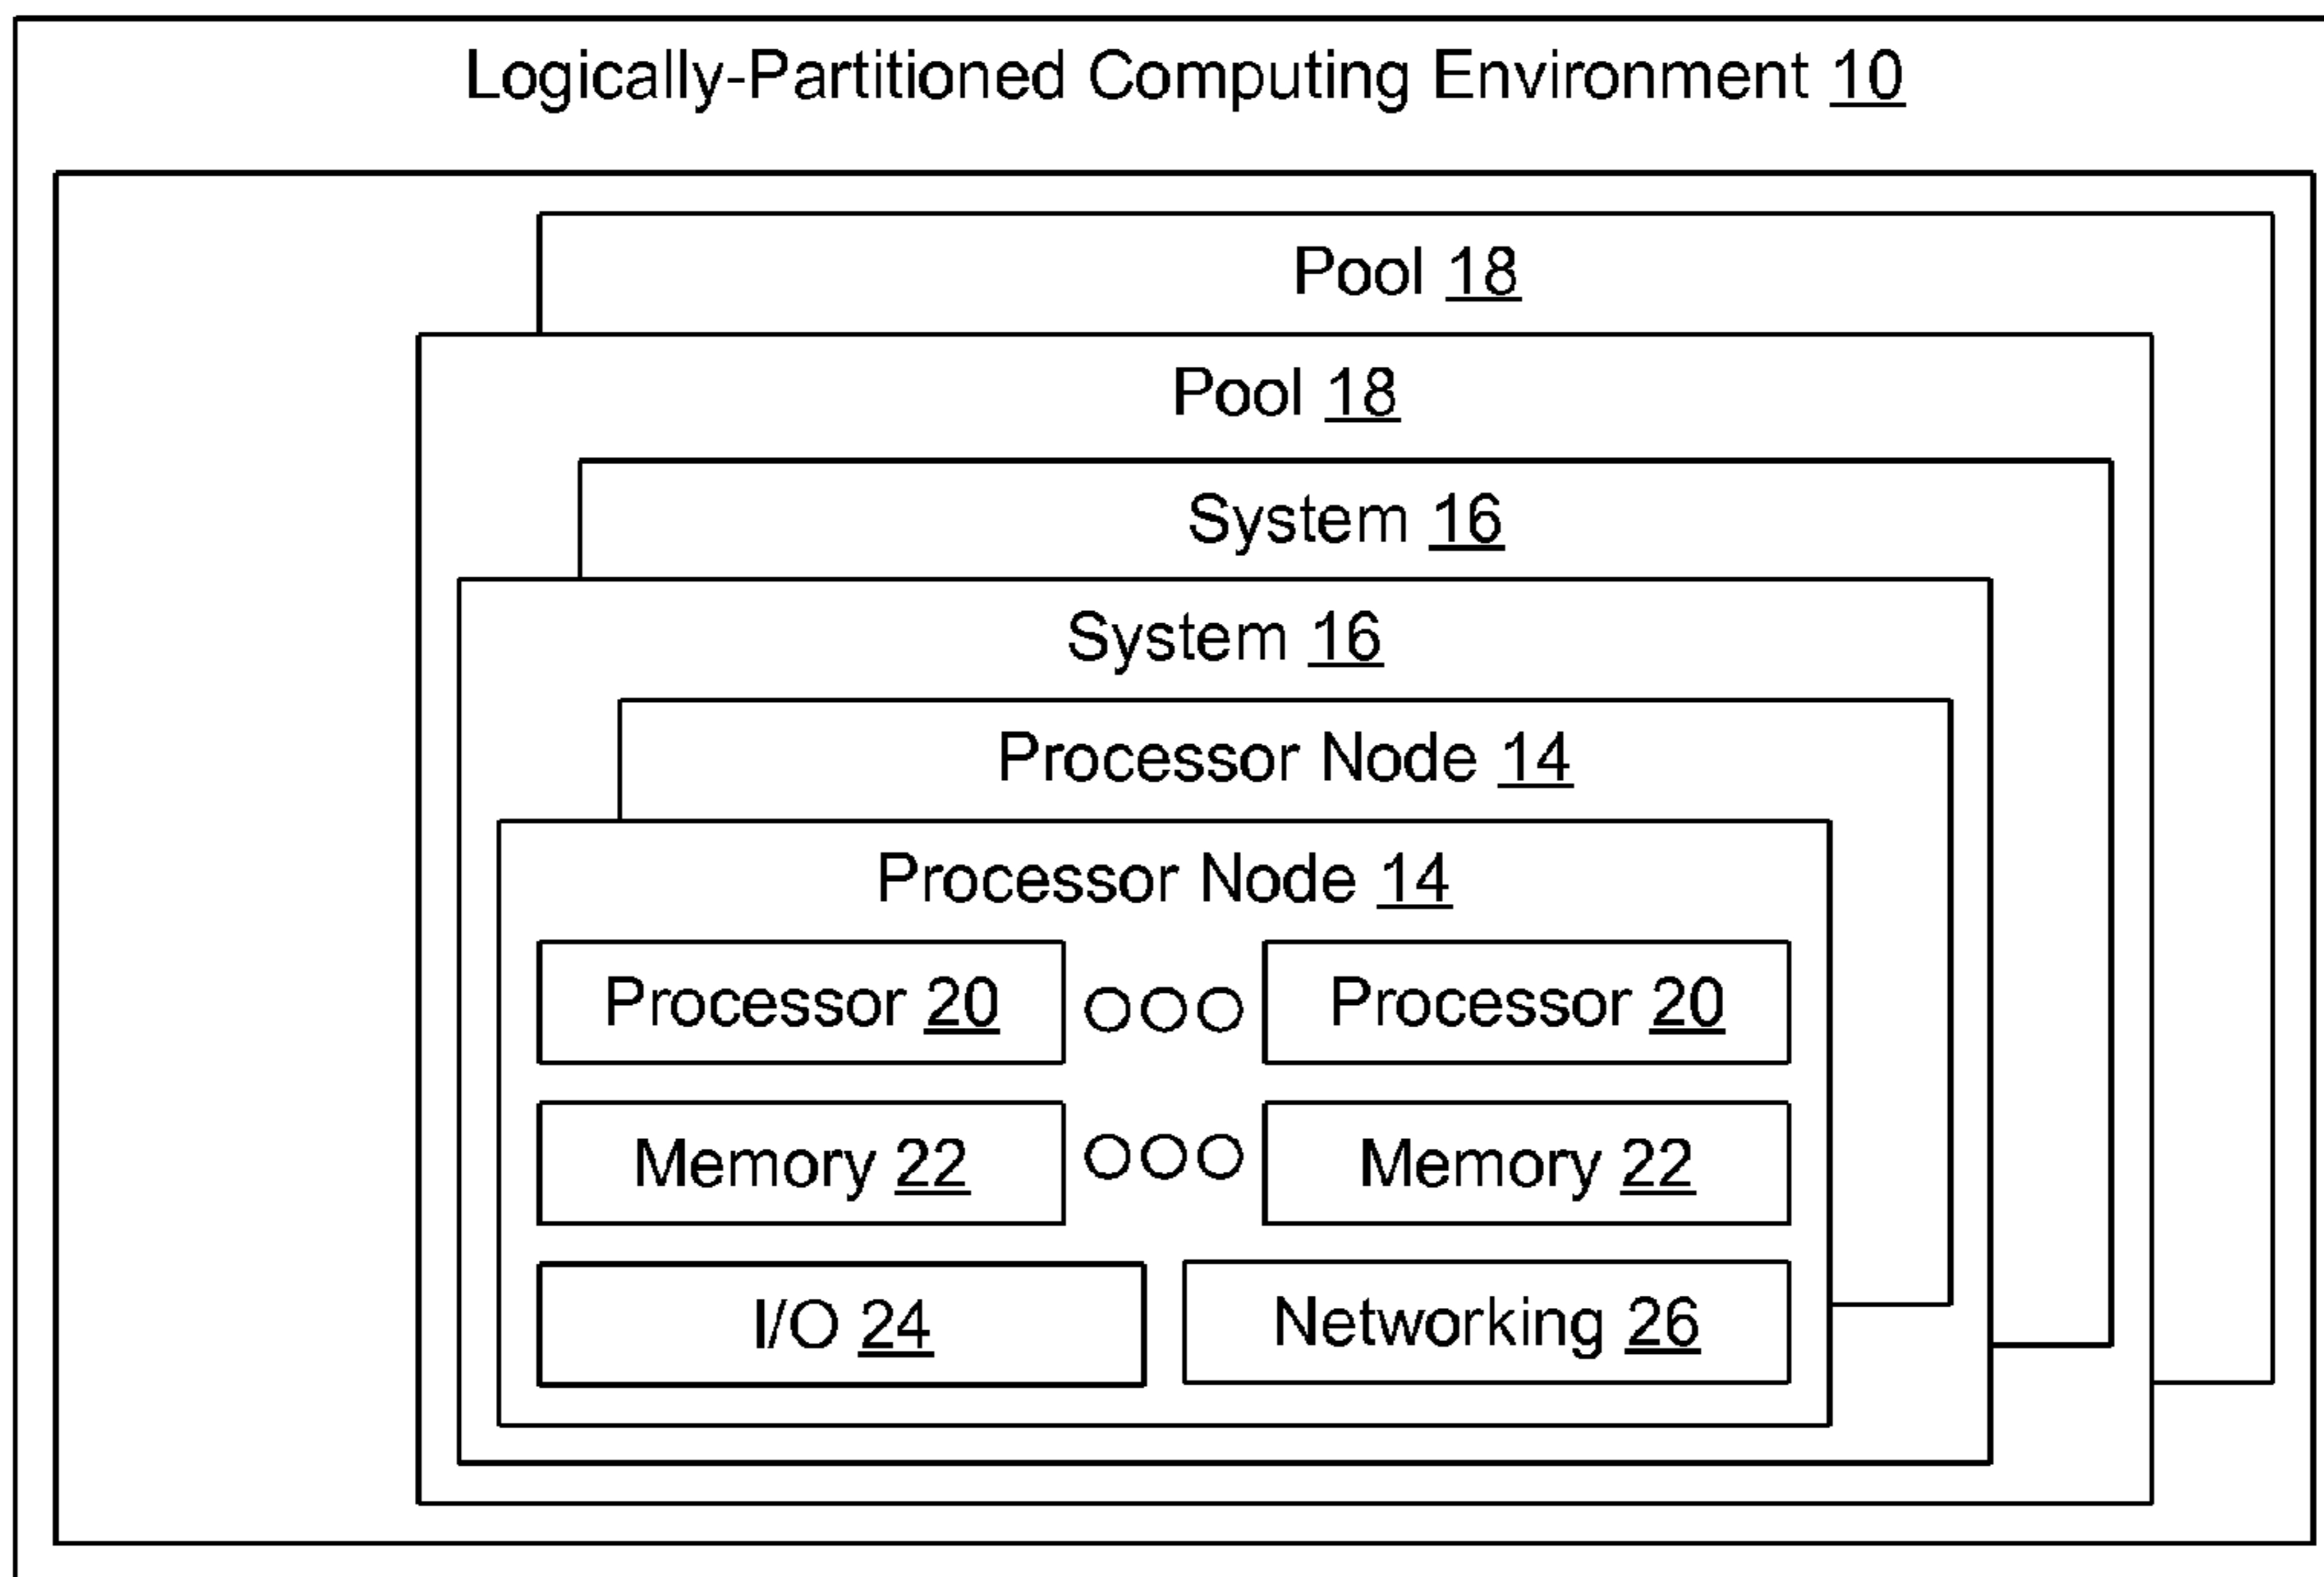 Logically-Partitioned Computing Environment 10
Pool 18
Pool 18
System 16
System 16
Processor Node 14
Processor Node 14
Processor 20 Processor 20
Memory 22 Memory 22
I/O 24 Networking 26